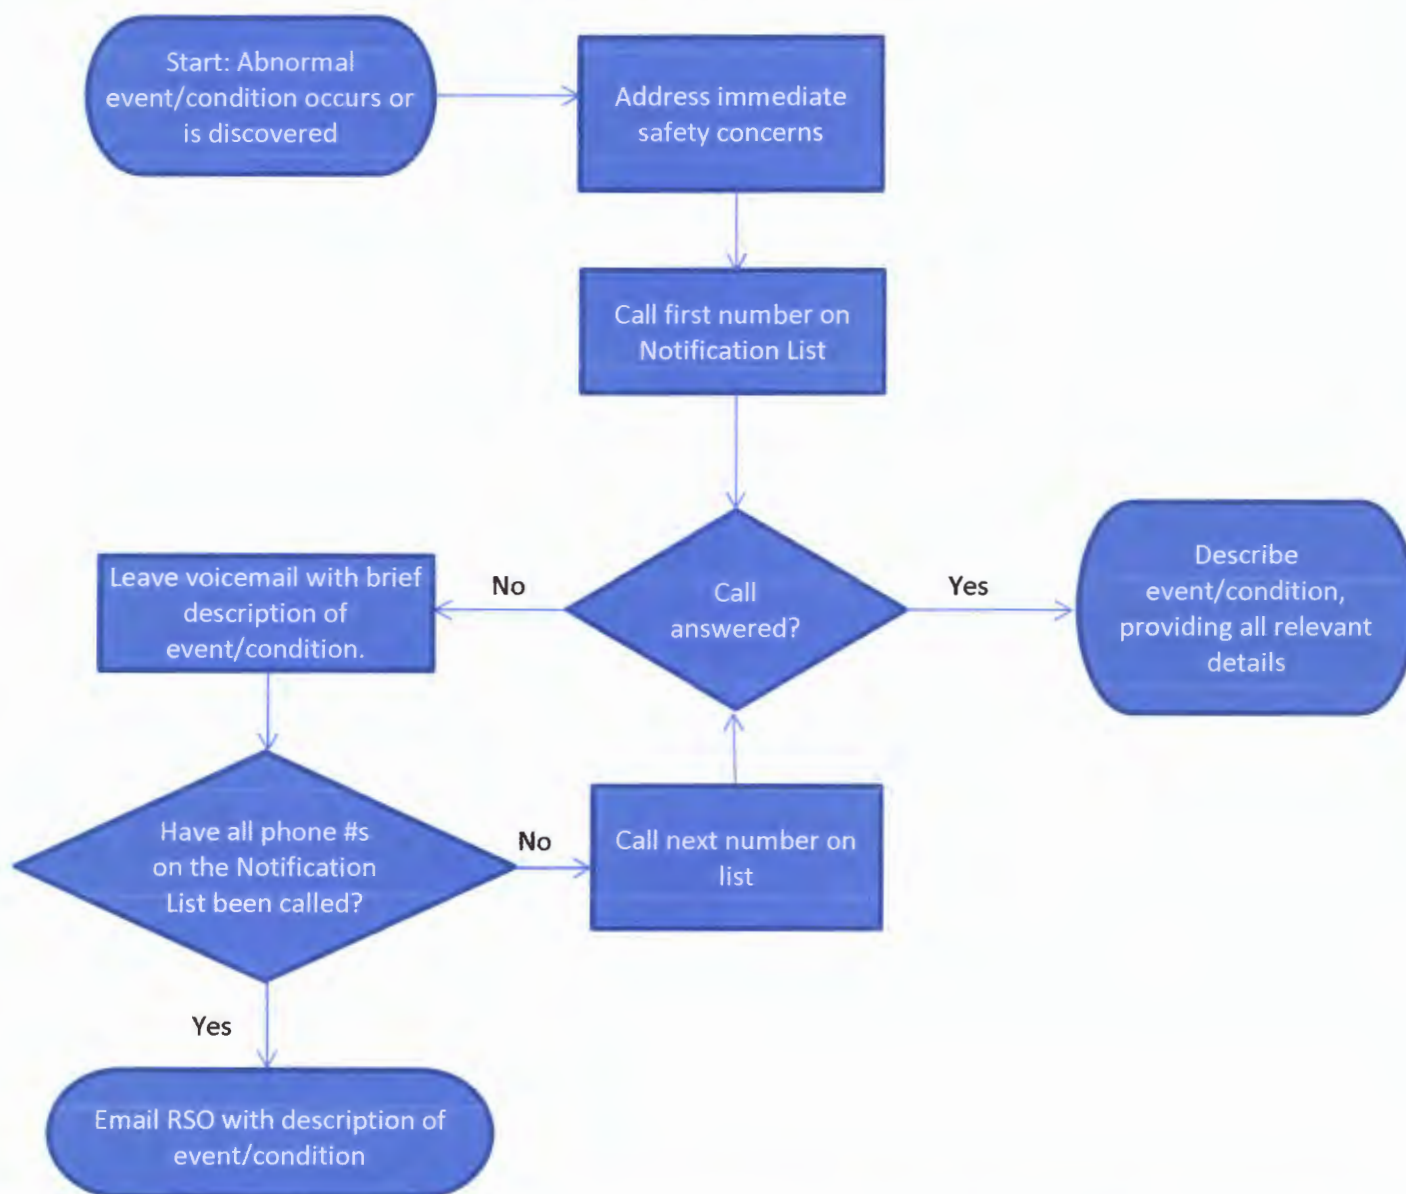 Start: Abnormal
event/condition occurs or
is discovered
Address immediate
safety concerns
Call first number on
Notification List
Call
answered?
Yes
Describe
event/condition,
providing all relevant
details
No
Leave voicemail with brief
description of
event/condition.
Have all phone #s
on the Notification
List been called?
No
Call next number on
list
Yes
Email RSO with description of
event/condition